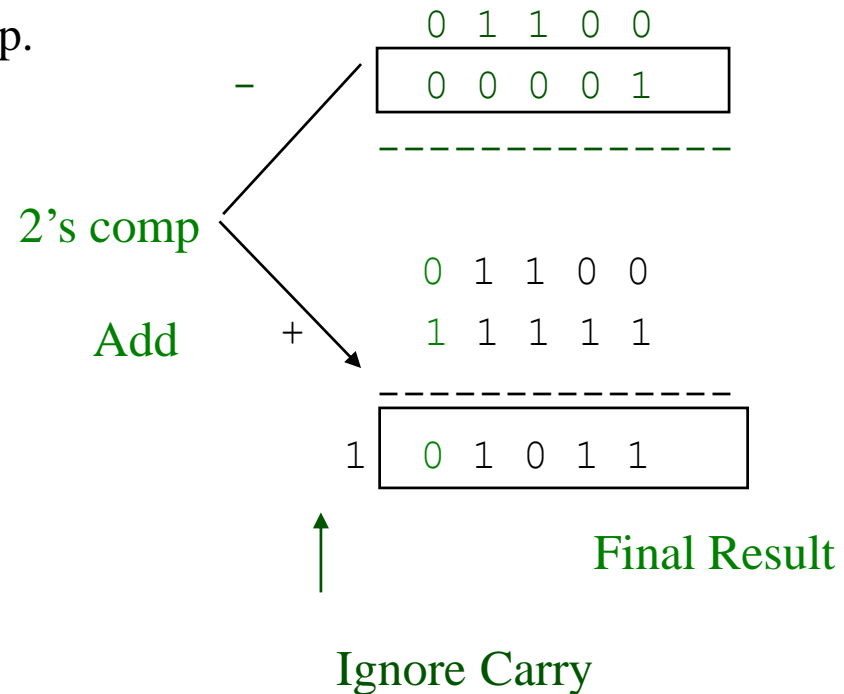 p.
0 1 1 0 0
- 0 0 0 0 1
--------------
2's comp
0 1 1 0 0
Add + 1 1 1 1 1
--------------
1 0 1 0 1 1
Final Result
Ignore Carry